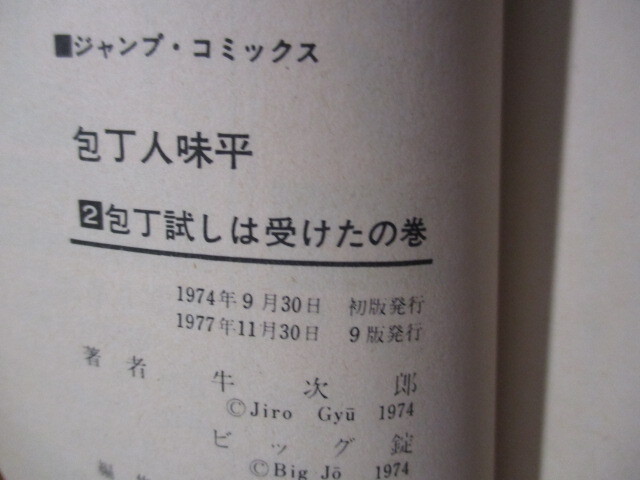 ■ジャンプ・コミックス
包丁人味平
2包丁試しは受けたの巻
1974年9月30日 初版発行
1977年11月30日 9版発行
著者 牛次郎
©Jiro Gyū 1974
ビッグ錠
©Big Jō 1974
編